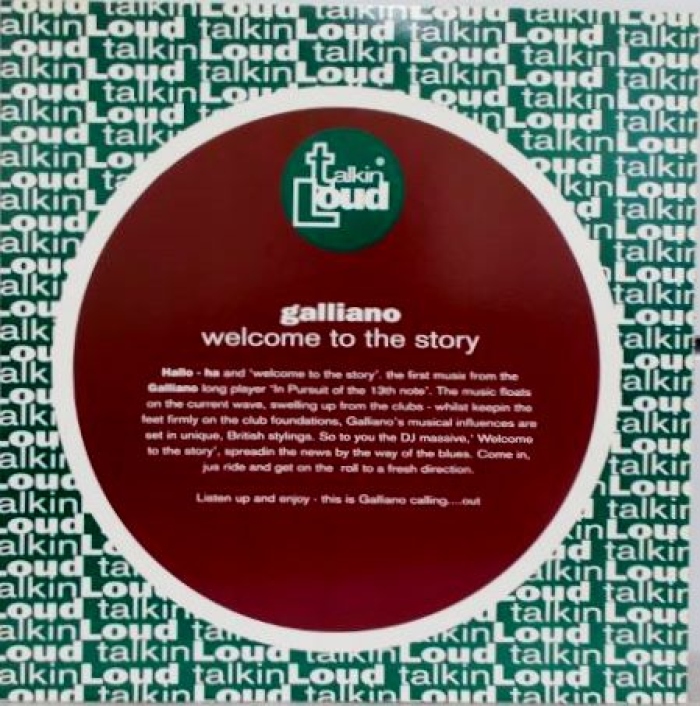 talkin Loud
galliano
welcome to the story
Hallo - ha and 'welcome to the story'. the first music from the
Galliano long player 'In Pursuit of the 13th note'. The music floats
on the current wave, swelling up from the clubs - whilst keepin the
feet firmly on the club foundations, Galliano's musical influences are
set in unique, British stylings. So to you the DJ massive,' Welcome
to the story', spreadin the news by the way of the blues. Come in,
jus ride and get on the roll to a fresh direction.
Listen up and enjoy - this is Galliano calling....out